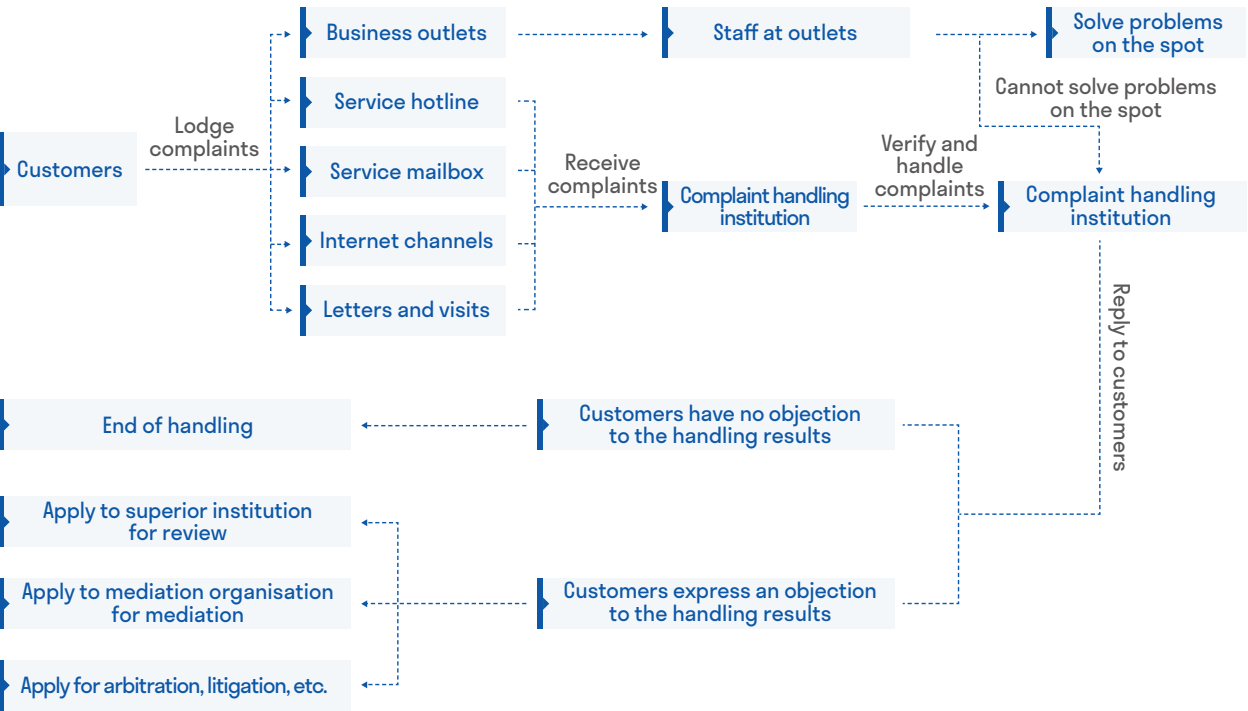 Business outlets
Staff at outlets
Solve problems
on the spot
Service hotline
Cannot solve problems
on the spot
Lodge
complaints
Customers
Service mailbox
Receive
complaints
Complaint handling
institution
Verify and
handle
complaints
Complaint handling
institution
Internet channels
Letters and visits
Reply to customers
End of handling
Customers have no objection
to the handling results
Apply to superior institution
for review
Apply to mediation organisation
for mediation
Customers express an objection
to the handling results
Apply for arbitration, litigation, etc.